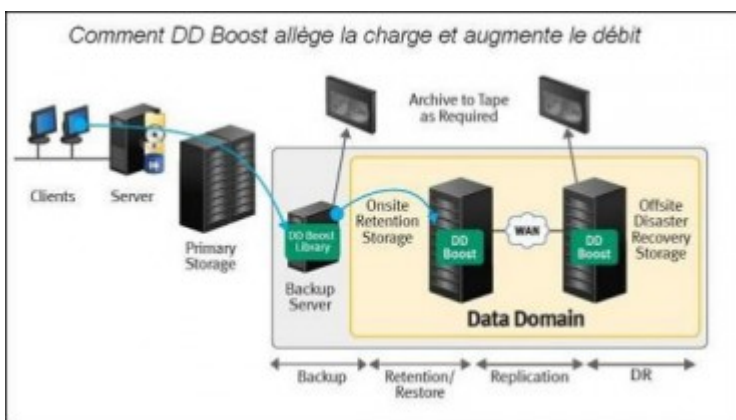 Comment DD Boost allège la charge et augmente le débit
Archive to Tape
as Required
Clients
Server
Primary
Storage
DD Boost
Library
Backup
Server
Onsite
Retention
Storage
DD
Boost
WAN
DD
Boost
Offsite
Disaster
Recovery
Storage
Data Domain
Backup
Retention/
Restore
Replication
DR